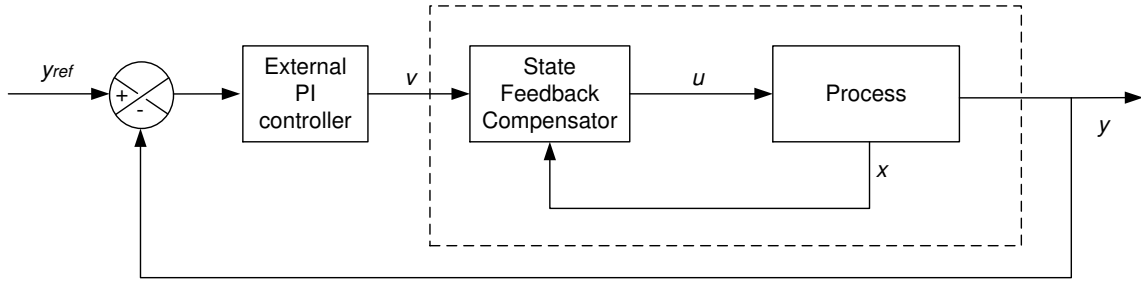 yref
+
-
External
PI
controller
v
State
Feedback
Compensator
u
Process
x
y